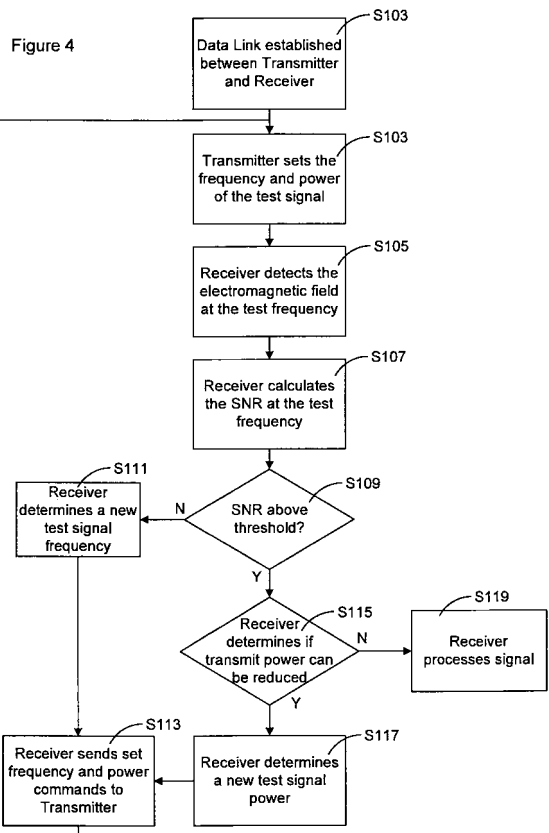 Figure 4
S103
Data Link established
between Transmitter
and Receiver
S103
Transmitter sets the
frequency and power
of the test signal
S105
Receiver detects the
electromagnetic field
at the test frequency
S107
Receiver calculates
the SNR at the test
frequency
S109
SNR above
threshold?
N
Y
S111
Receiver
determines a new
test signal
frequency
S115
Receiver
determines if
transmit power can
be reduced
N
Y
S119
Receiver
processes signal
S117
Receiver determines
a new test signal
power
S113
Receiver sends set
frequency and power
commands to
Transmitter